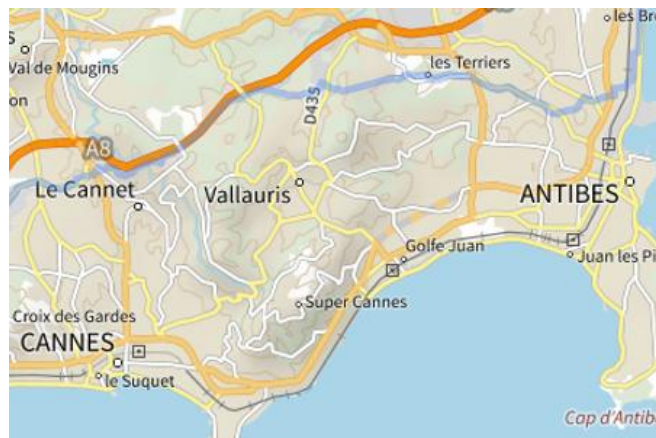 les Br
s
Val de Mougins
les Terriers
on
D435
A8
Le Cannet
Vallauris
ANTIBES
Golfe Juan
Juan les Pi
Super Cannes
Croix des Gardes
CANNES
le Suquet
Cap d'Antib